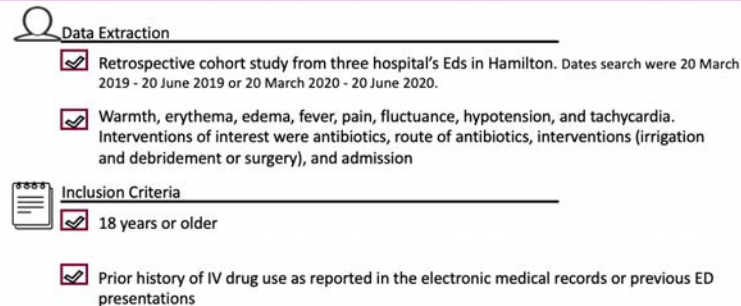 Data Extraction
Retrospective cohort study from three hospital's Eds in Hamilton. Dates search were 20 March
2019 - 20 June 2019 or 20 March 2020 - 20 June 2020.
Warmth, erythema, edema, fever, pain, fluctuance, hypotension, and tachycardia.
Interventions of interest were antibiotics, route of antibiotics, interventions (irrigation
and debridement or surgery), and admission
Inclusion Criteria
18 years or older
Prior history of IV drug use as reported in the electronic medical records or previous ED
presentations